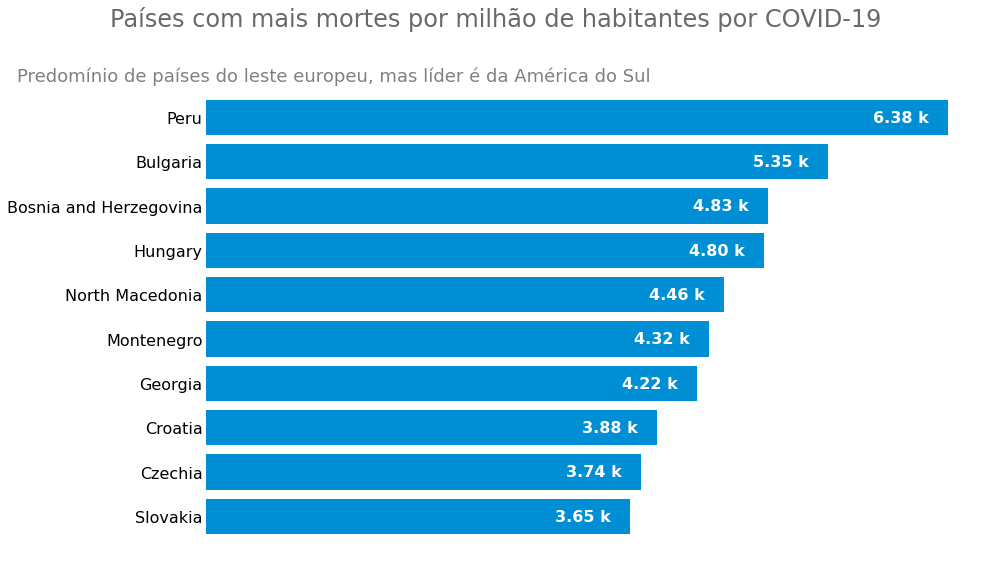 Países com mais mortes por milhão de habitantes por COVID-19
Predomínio de países do leste europeu, mas líder é da América do Sul
Peru 6.38 k
Bulgaria 5.35 k
Bosnia and Herzegovina 4.83 k
Hungary 4.80 k
North Macedonia 4.46 k
Montenegro 4.32 k
Georgia 4.22 k
Croatia 3.88 k
Czechia 3.74 k
Slovakia 3.65 k